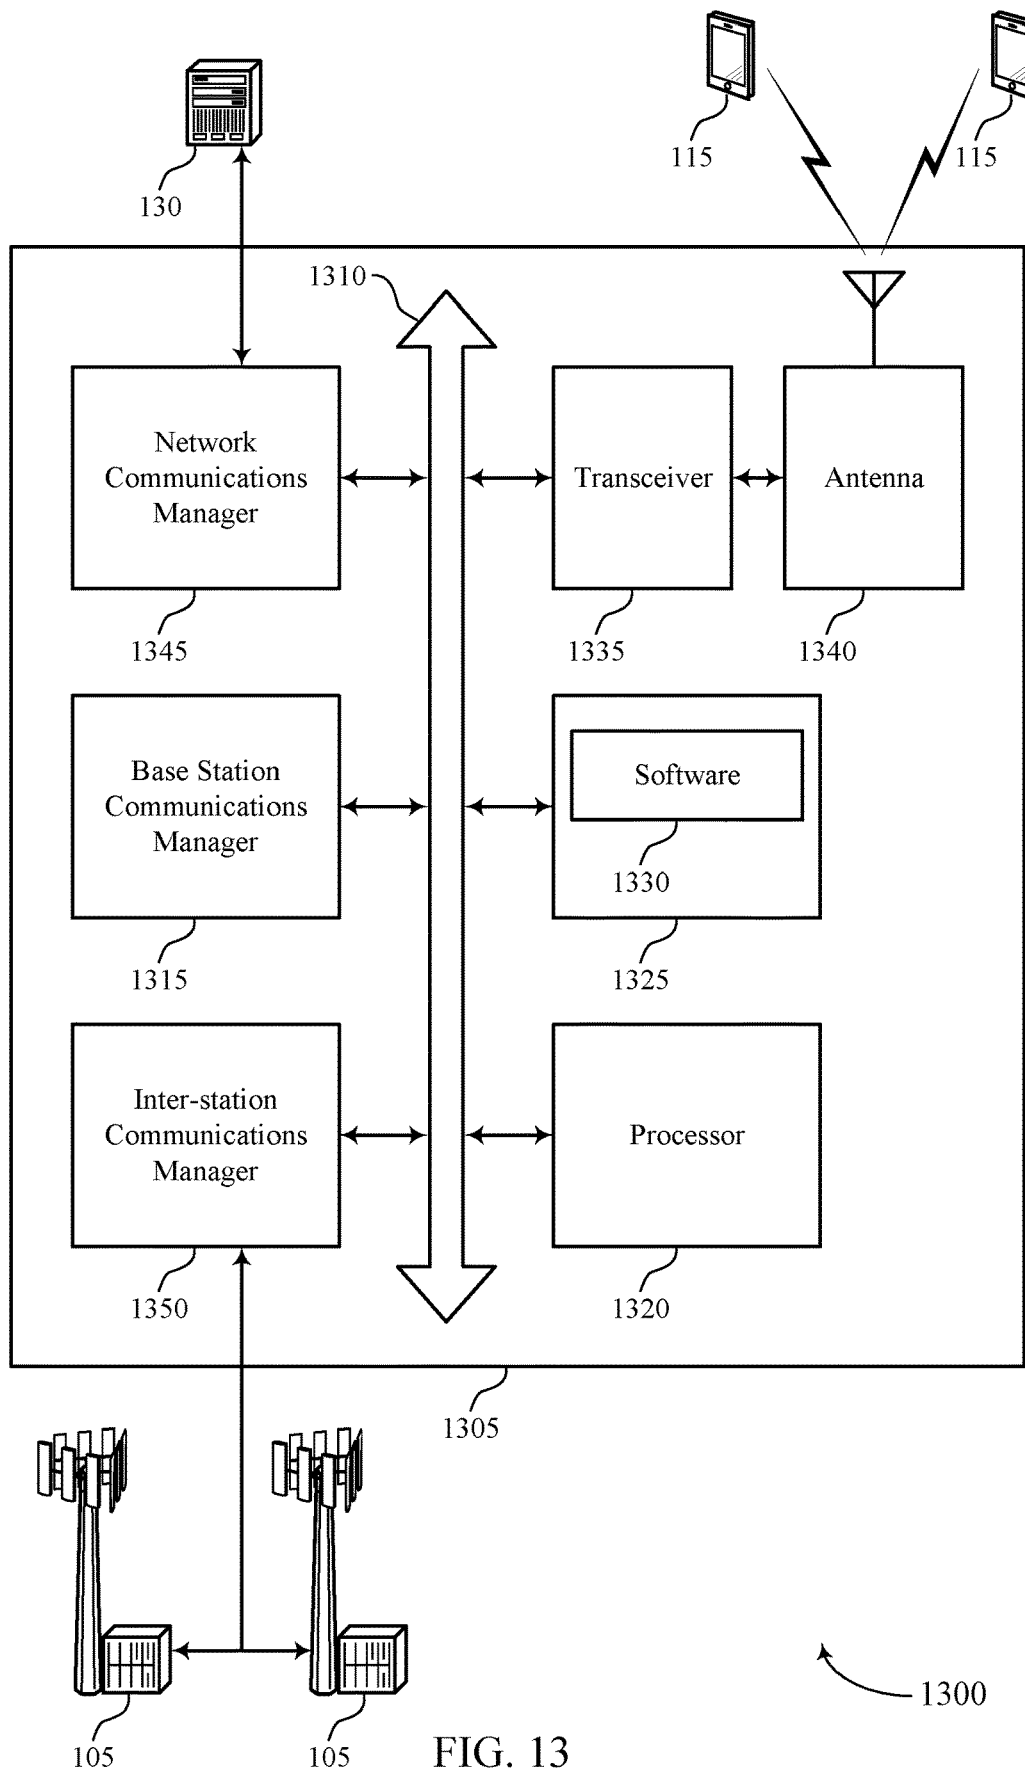 115
115
130
1310
Network
Communications
Manager
Transceiver
Antenna
1345
1335
1340
Base Station
Communications
Manager
Software
1330
1315
1325
Inter-station
Communications
Manager
Processor
1350
1320
1305
105
105
1300
FIG. 13